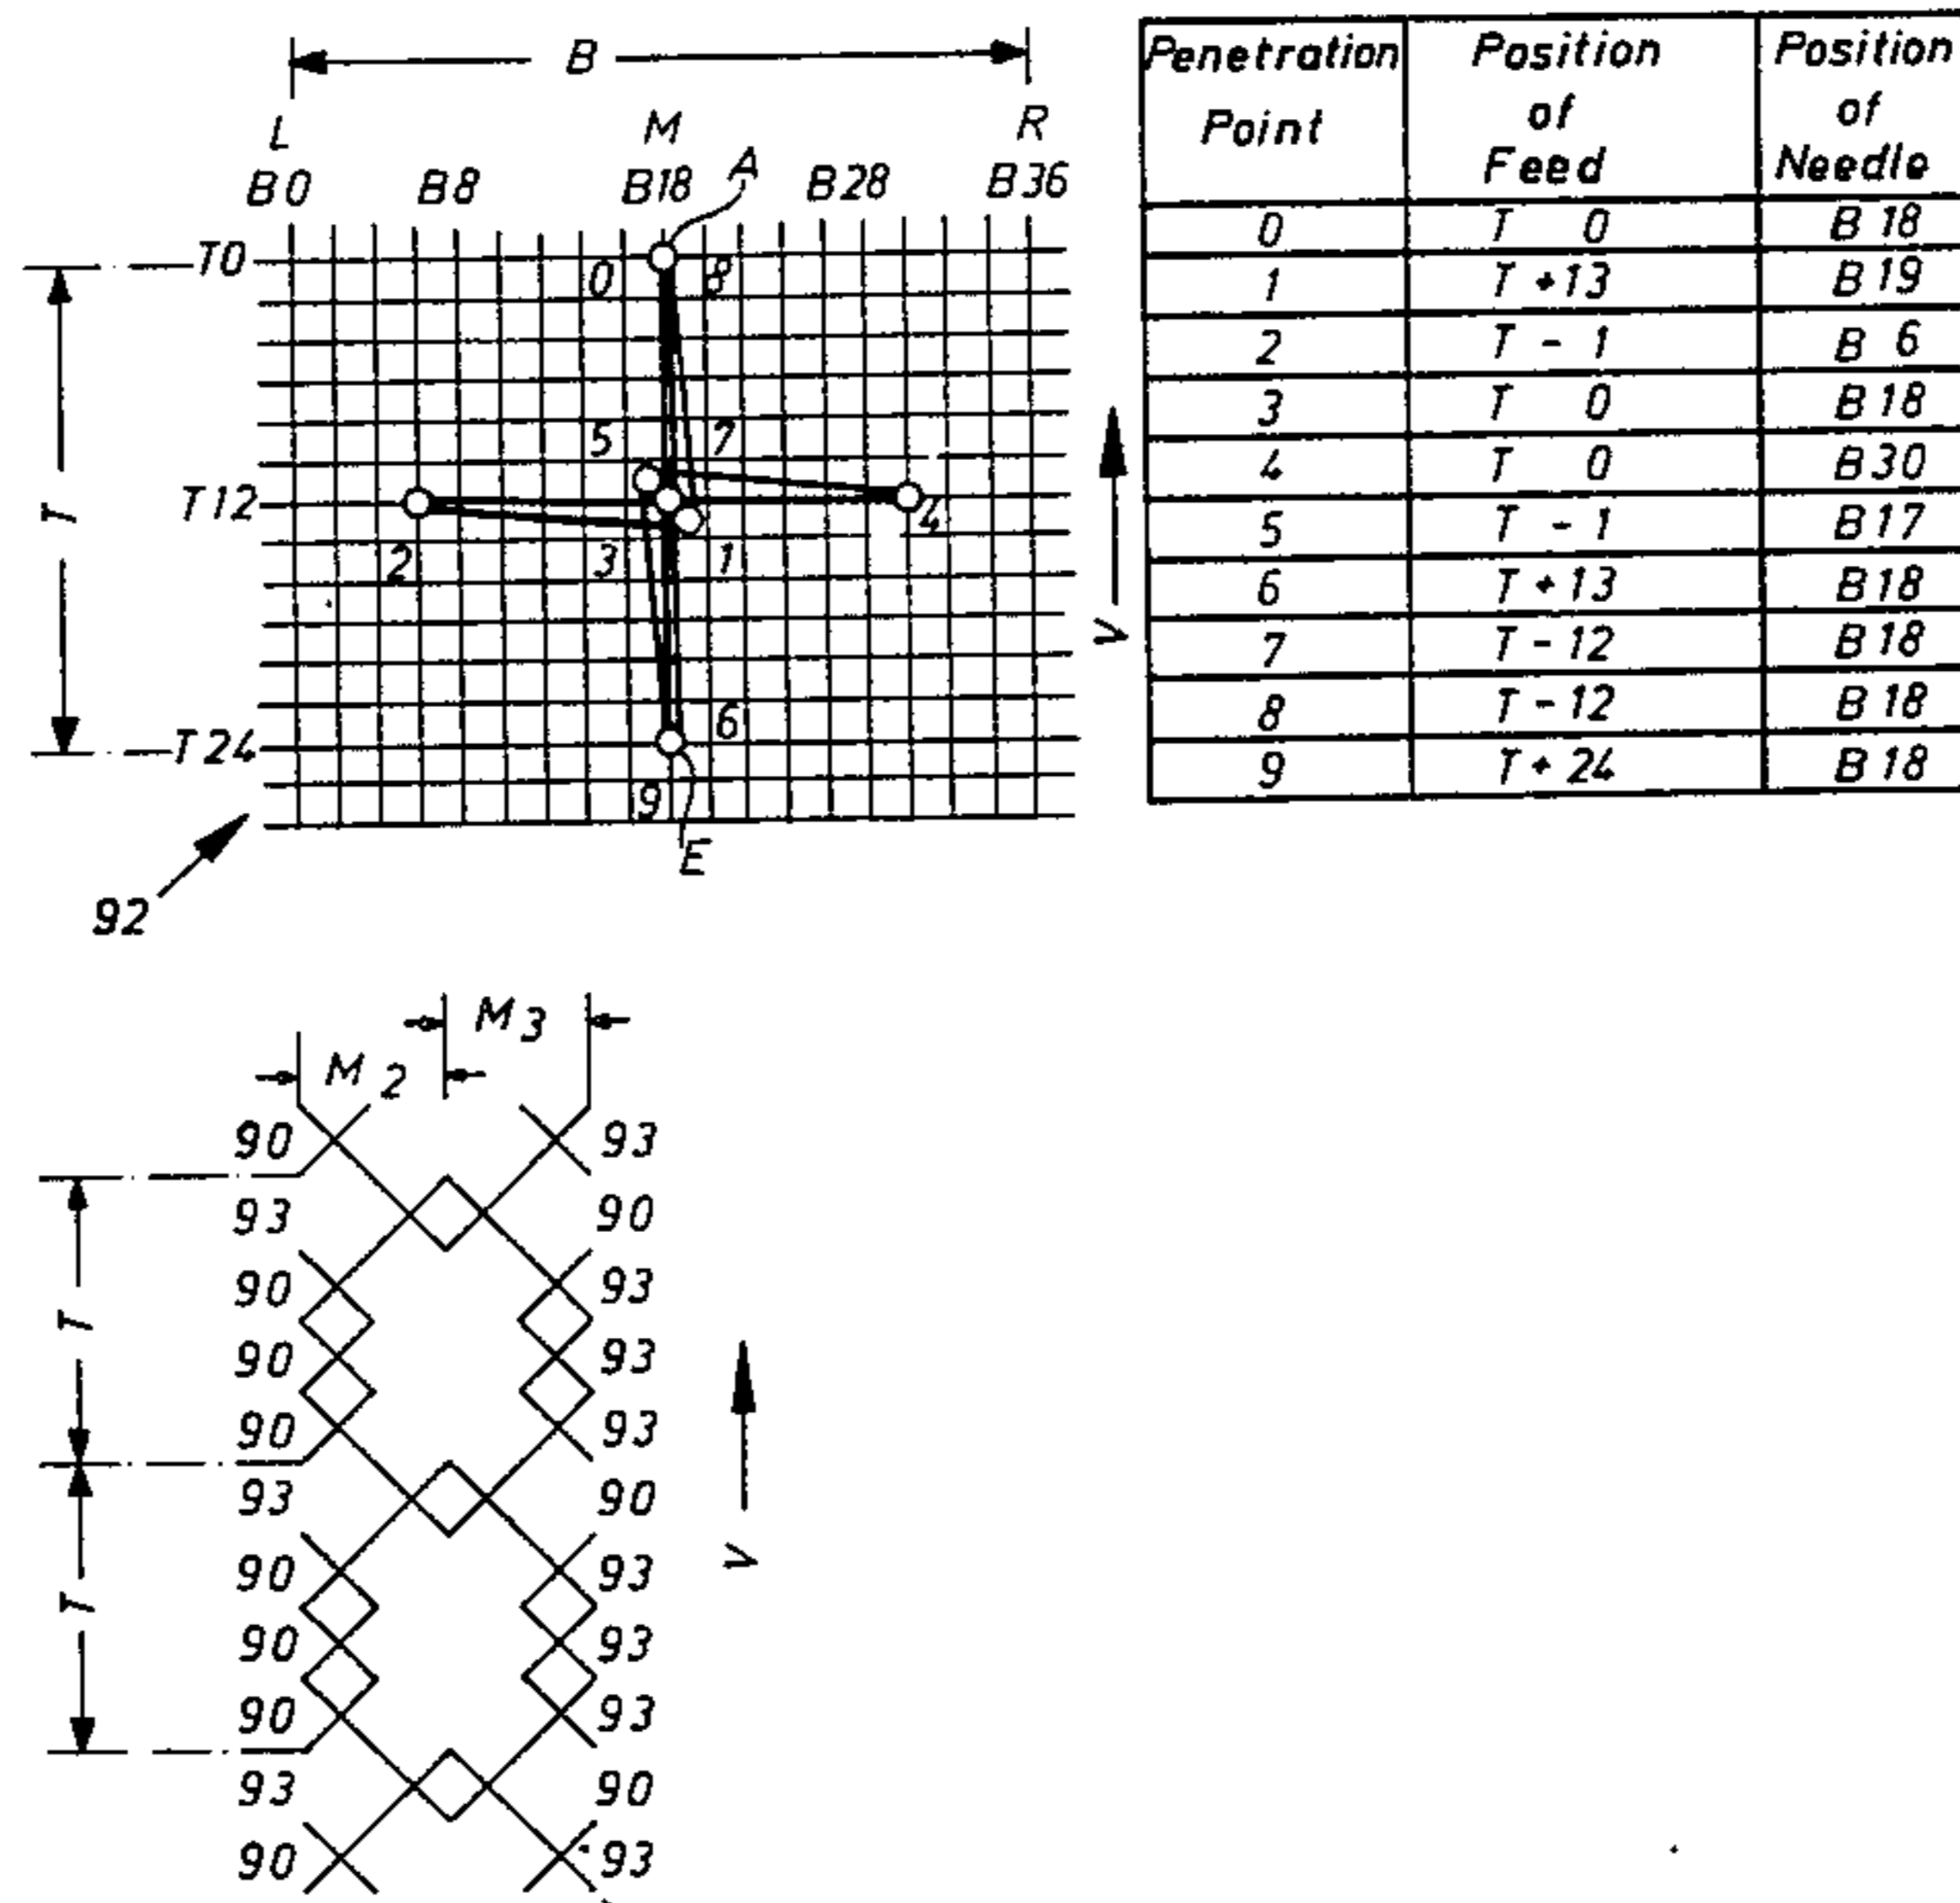 B
L M R
A
B0 B8 B18 B28 B36
T0
0 8
5 7
T
T12
2 3 1 4
V
6
T24
9
E
92
Penetration Point Position of Feed Position of Needle
0 T 0 B 18
1 T +13 B 19
2 T - 1 B 6
3 T 0 B 18
4 T 0 B 30
5 T - 1 B 17
6 T +13 B 18
7 T - 12 B 18
8 T - 12 B 18
9 T + 24 B 18
M3
M2
90 93
93 90
90 93
T
90 93
90 93
93 90
V
90 93
T
90 93
90 93
93 90
90 93